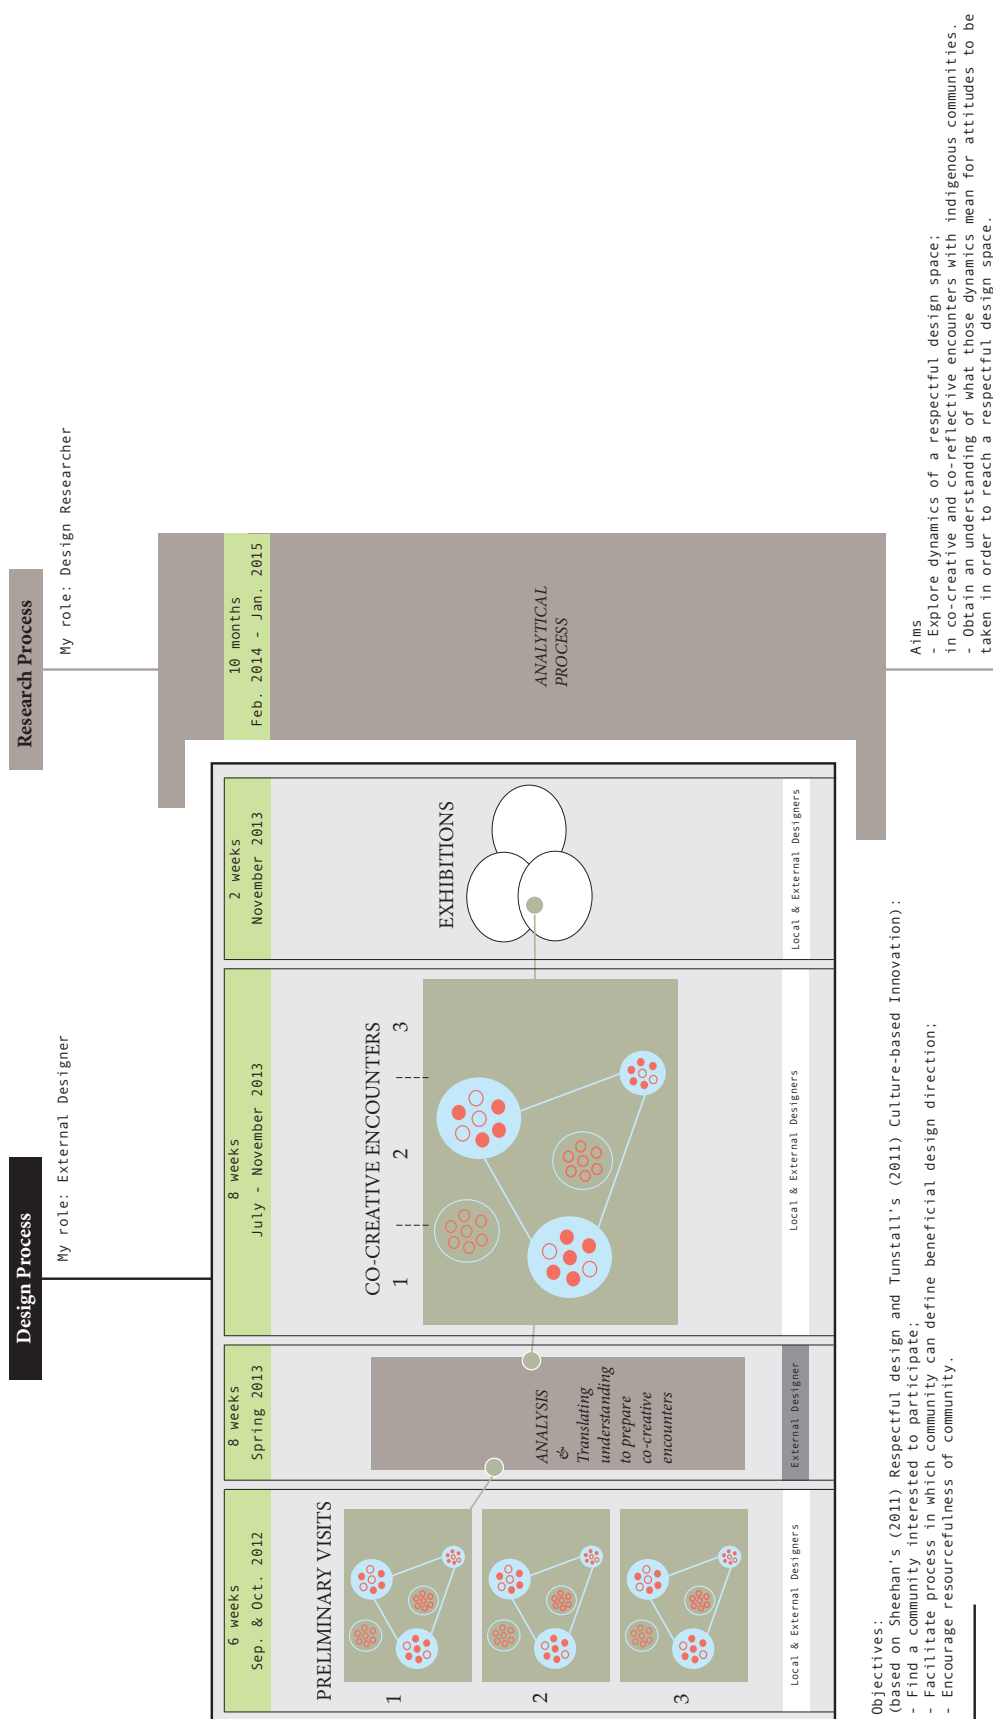 Design Process
My role: External Designer
Research Process
My role: Design Researcher
6 weeks
Sep. & Oct. 2012
PRELIMINARY VISITS
1
2
3
Local & External Designers
8 weeks
Spring 2013
ANALYSIS
&
Translating
understanding
to prepare
co-creative
encounters
External Designer
8 weeks
July - November 2013
CO-CREATIVE ENCOUNTERS
1
2
3
Local & External Designers
2 weeks
November 2013
EXHIBITIONS
Local & External Designers
10 months
Feb. 2014 - Jan. 2015
ANALYTICAL
PROCESS
Objectives:
(based on Sheehan's (2011) Respectful design and Tunstall's (2011) Culture-based Innovation):
- Find a community interested to participate;
- Facilitate process in which community can define beneficial design direction;
- Encourage resourcefulness of community.
Aims
- Explore dynamics of a respectful design space;
in co-creative and co-reflective encounters with indigenous communities.
- Obtain an understanding of what those dynamics mean for attitudes to be
taken in order to reach a respectful design space.